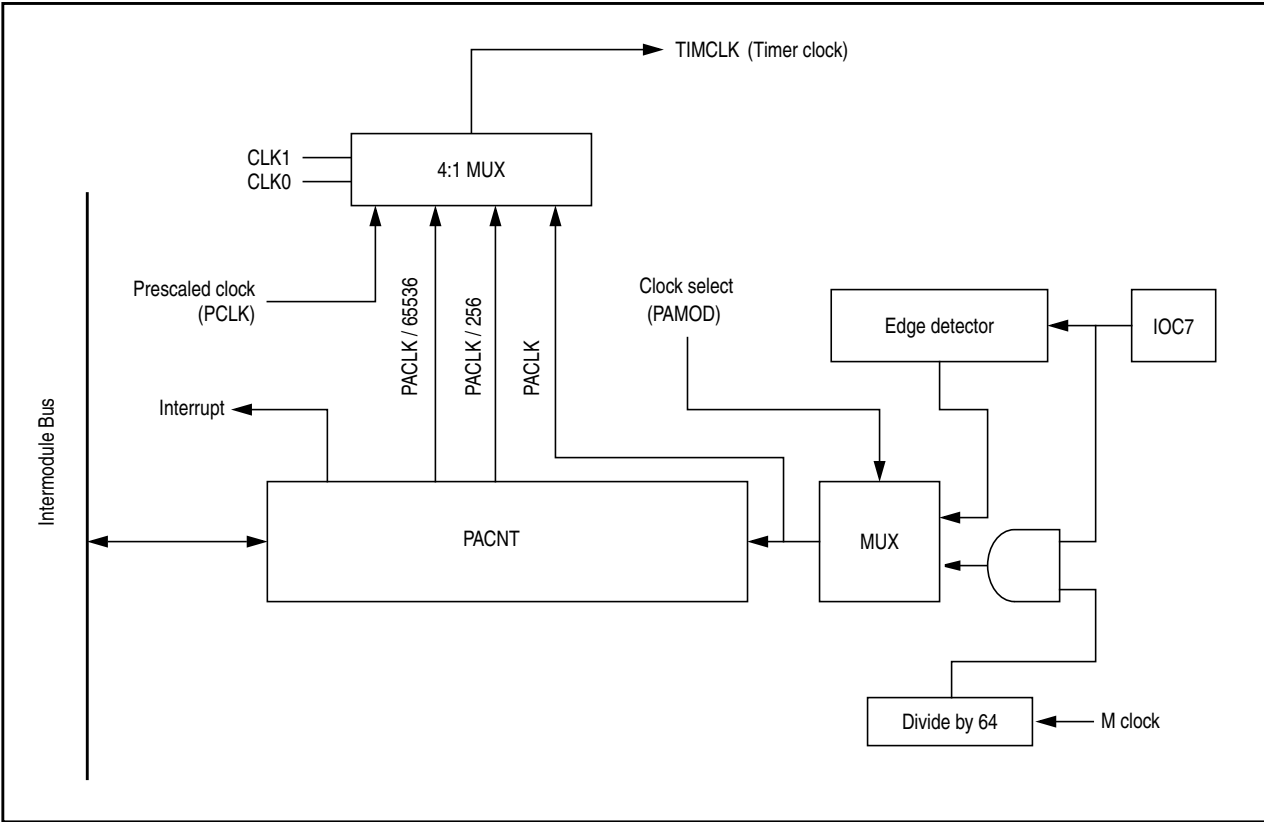 TIMCLK (Timer clock)
CLK1
CLK0
4:1 MUX
Prescaled clock
(PCLK)
PACLK / 65536
PACLK / 256
PACLK
Clock select
(PAMOD)
Edge detector
IOC7
Interrupt
Intermodule Bus
PACNT
MUX
Divide by 64
M clock